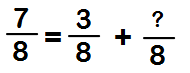 7/8 = 3/8 + ?/8